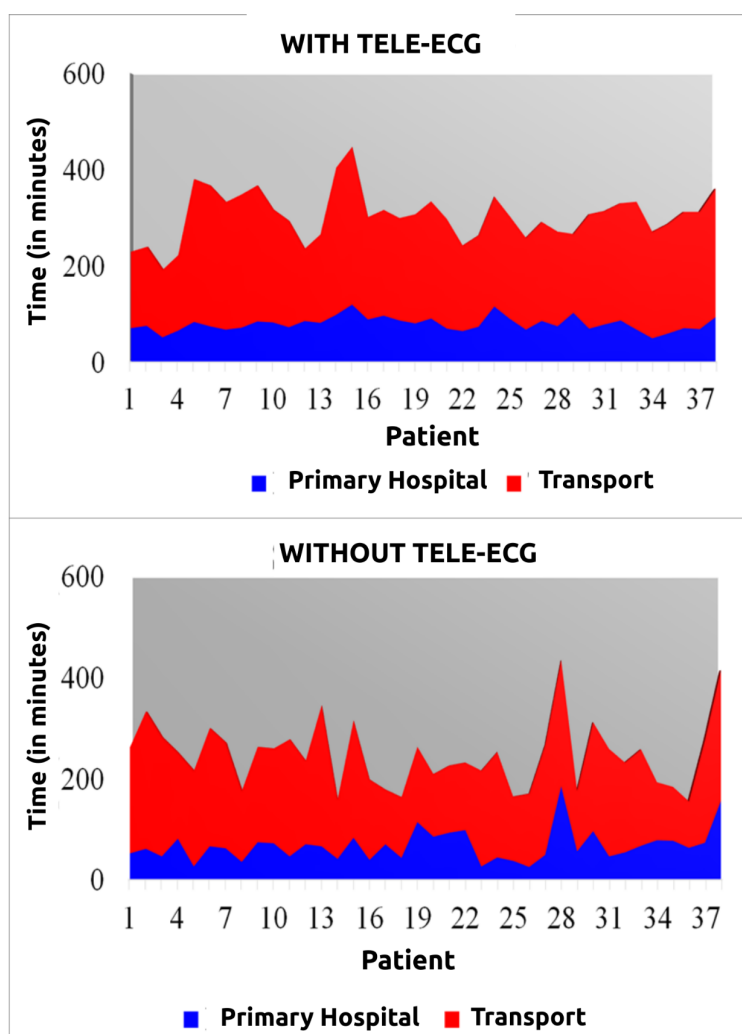 WITH TELE-ECG
600
400
200
0
Time (in minutes)
1 4 7 10 13 16 19 22 25 28 31 34 37
Patient
Primary Hospital Transport
WITHOUT TELE-ECG
600
400
200
0
Time (in minutes)
1 4 7 10 13 16 19 22 25 28 31 34 37
Patient
Primary Hospital Transport